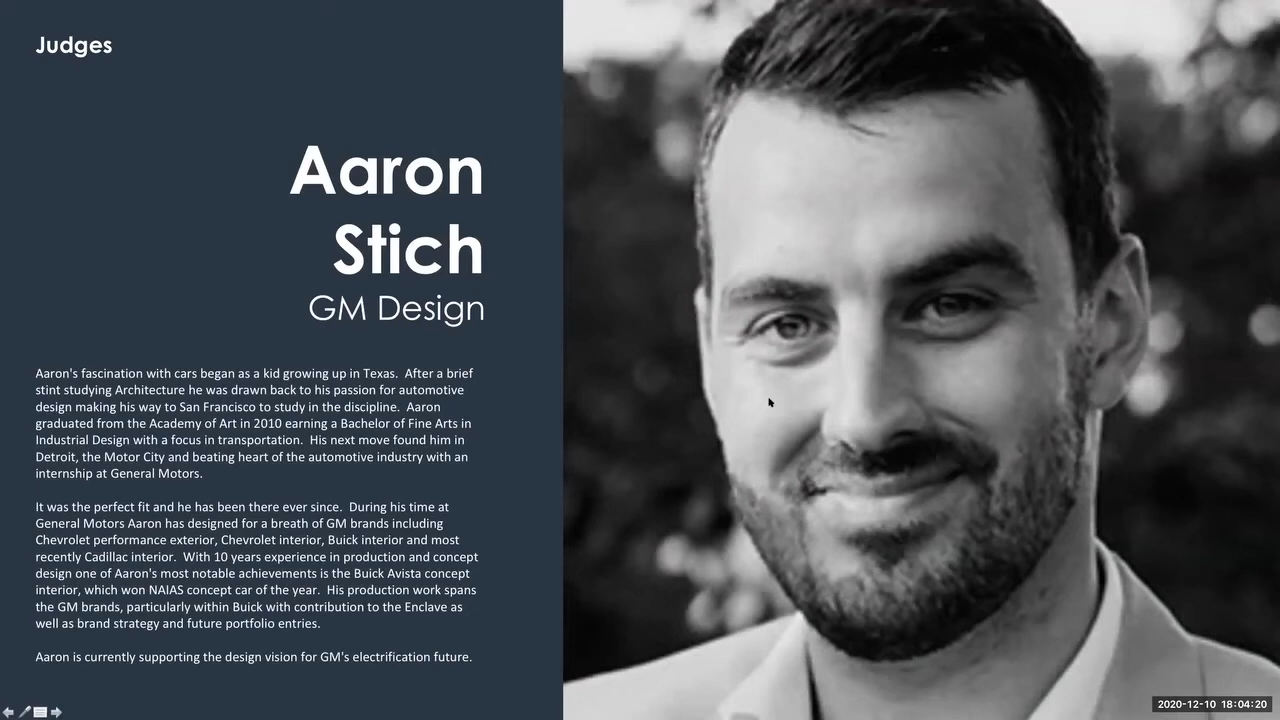 Judges
Aaron
Stich
GM Design
Aaron's fascination with cars began as a kid growing up in Texas.  After a brief
stint studying Architecture he was drawn back to his passion for automotive
design making his way to San Francisco to study in the discipline.  Aaron
graduated from the Academy of Art in 2010 earning a Bachelor of Fine Arts in
Industrial Design with a focus in transportation.  His next move found him in
Detroit, the Motor City and beating heart of the automotive industry with an
internship at General Motors.
It was the perfect fit and he has been there ever since.  During his time at
General Motors Aaron has designed for a breath of GM brands including
Chevrolet performance exterior, Chevrolet interior, Buick interior and most
recently Cadillac interior.  With 10 years experience in production and concept
design one of Aaron's most notable achievements is the Buick Avista concept
interior, which won NAIAS concept car of the year.  His production work spans
the GM brands, particularly within Buick with contribution to the Enclave as
well as brand strategy and future portfolio entries.
Aaron is currently supporting the design vision for GM's electrification future.
2020-12-10 18:04:20